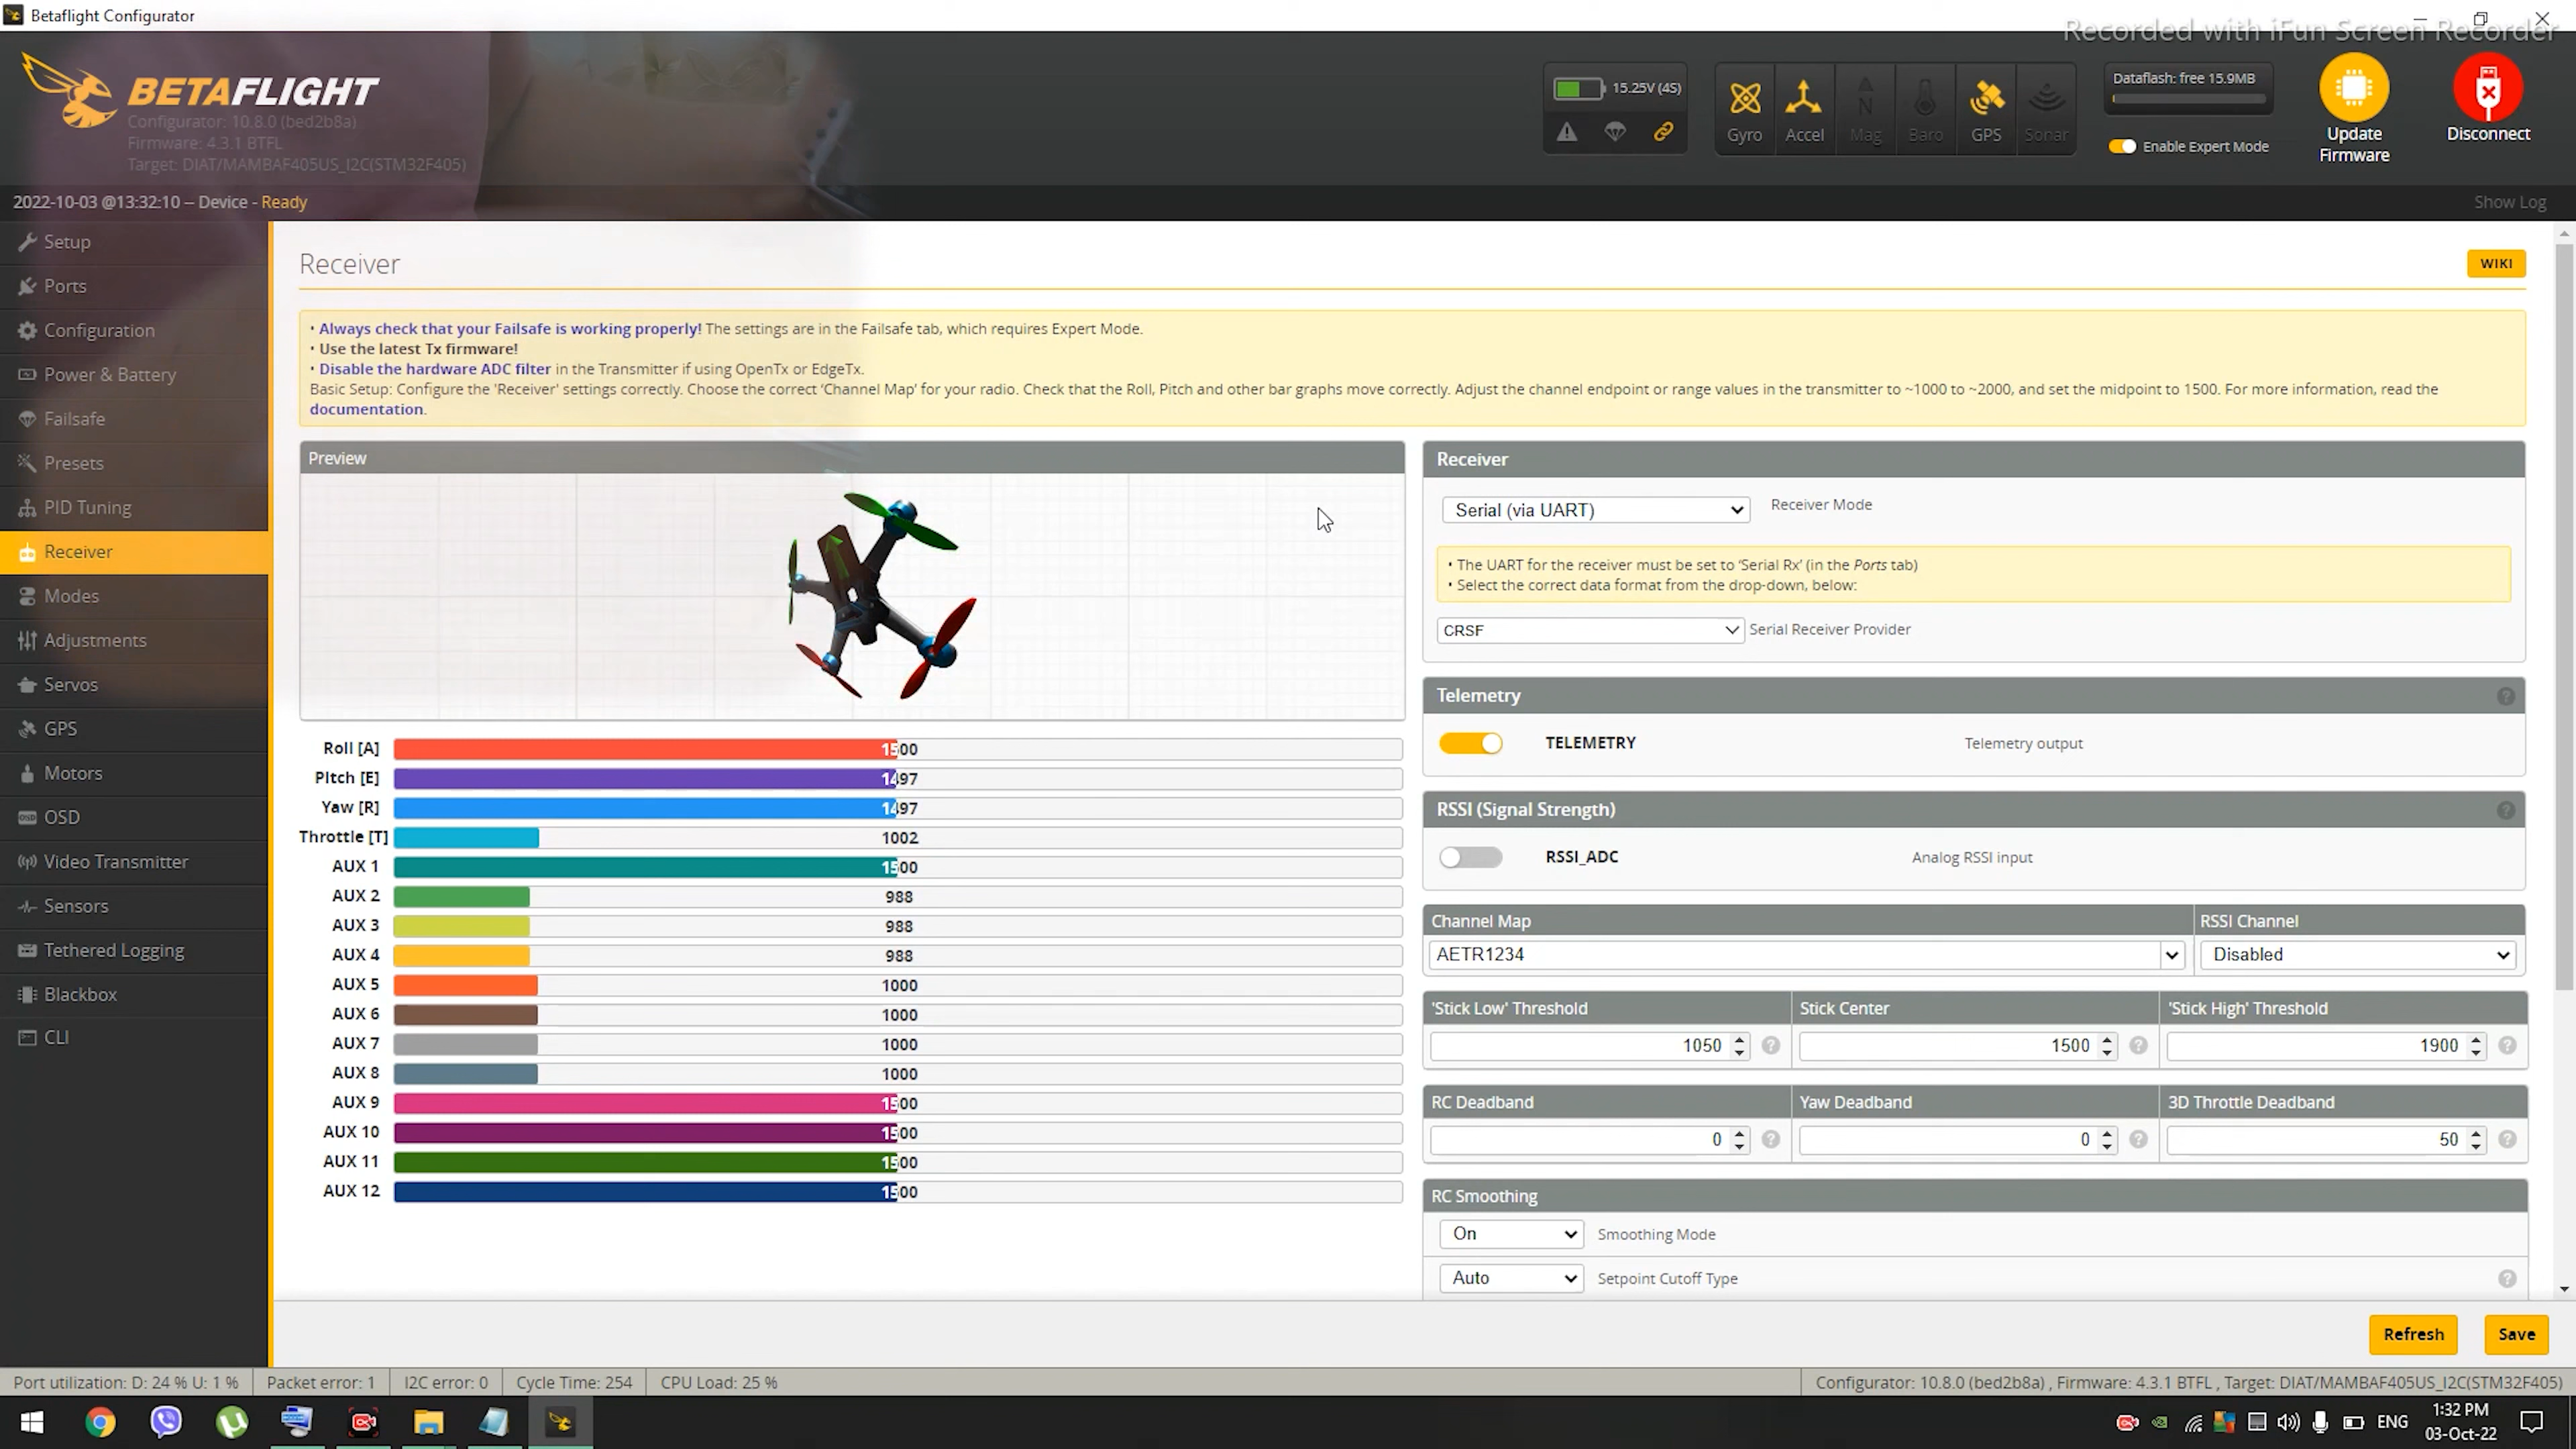 Betaflight Configurator
Recorded with iFun Screen Recorder
BETAFLIGHT
Configurator: 10.8.0 (bed2b8a)
Firmware: 4.3.1 BTFL
Target: DIAT/MAMBAF405US_I2C(STM32F405)
15.25V (4S)
Gyro
Accel
Mag
Baro
GPS
Sonar
Dataflash: free 15.9MB
Enable Expert Mode
Update
Firmware
Disconnect
2022-10-03 @13:32:10 -- Device - Ready
Show Log
Setup
Ports
Configuration
Power & Battery
Failsafe
Presets
PID Tuning
Receiver
Modes
Adjustments
Servos
GPS
Motors
OSD
OSD
Video Transmitter
Sensors
Tethered Logging
Blackbox
CLI
Receiver
WIKI
• Always check that your Failsafe is working properly! The settings are in the Failsafe tab, which requires Expert Mode.
• Use the latest Tx firmware!
• Disable the hardware ADC filter in the Transmitter if using OpenTx or EdgeTx.
Basic Setup: Configure the 'Receiver' settings correctly. Choose the correct 'Channel Map' for your radio. Check that the Roll, Pitch and other bar graphs move correctly. Adjust the channel endpoint or range values in the transmitter to ~1000 to ~2000, and set the midpoint to 1500. For more information, read the
documentation.
Preview
Roll [A] 1500
Pitch [E] 1497
Yaw [R] 1497
Throttle [T] 1002
AUX 1 1500
AUX 2 988
AUX 3 988
AUX 4 988
AUX 5 1000
AUX 6 1000
AUX 7 1000
AUX 8 1000
AUX 9 1500
AUX 10 1500
AUX 11 1500
AUX 12 1500
Receiver
Serial (via UART) Receiver Mode
• The UART for the receiver must be set to 'Serial Rx' (in the Ports tab)
• Select the correct data format from the drop-down, below:
CRSF Serial Receiver Provider
Telemetry ?
TELEMETRY Telemetry output
RSSI (Signal Strength) ?
RSSI_ADC Analog RSSI input
Channel Map RSSI Channel
AETR1234 Disabled
'Stick Low' Threshold Stick Center 'Stick High' Threshold
1050 ? 1500 ? 1900 ?
RC Deadband Yaw Deadband 3D Throttle Deadband
0 ? 0 ? 50 ?
RC Smoothing
On Smoothing Mode
Auto Setpoint Cutoff Type ?
Refresh Save
Port utilization: D: 24 % U: 1 % Packet error: 1 I2C error: 0 Cycle Time: 254 CPU Load: 25 % Configurator: 10.8.0 (bed2b8a) , Firmware: 4.3.1 BTFL , Target: DIAT/MAMBAF405US_I2C(STM32F405)
ENG
1:32 PM
03-Oct-22